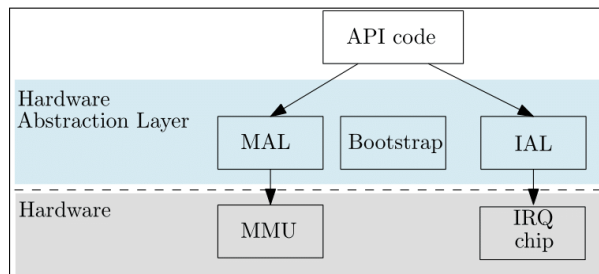 API code
Hardware
Abstraction Layer
MAL
Bootstrap
IAL
Hardware
MMU
IRQ
chip